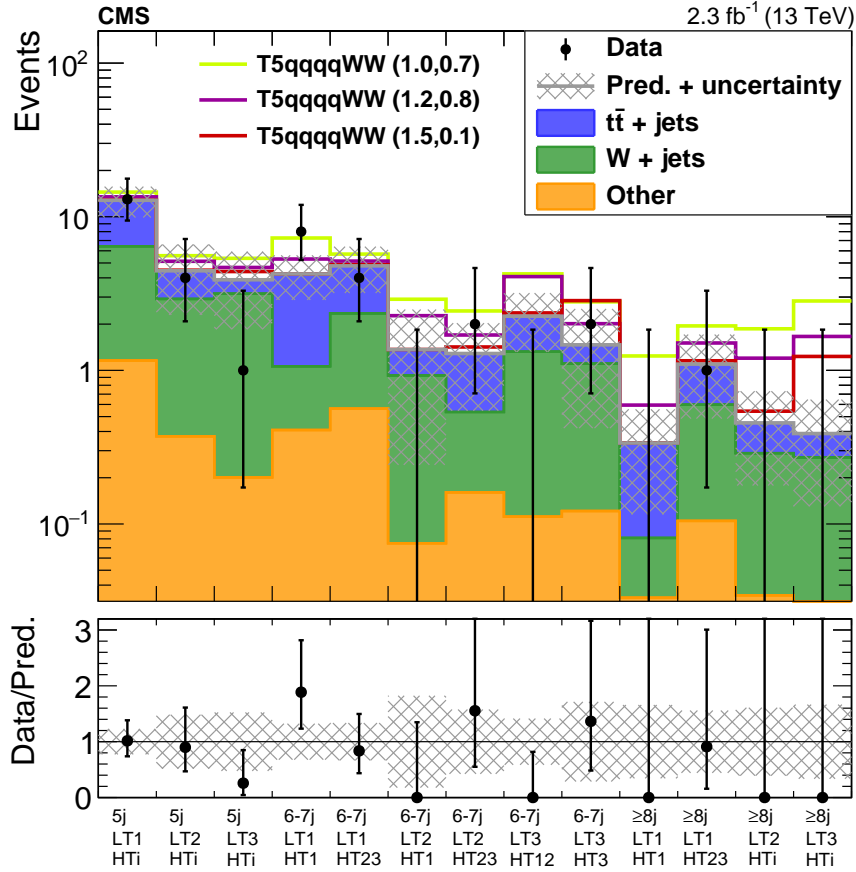 CMS 2.3 fb⁻¹ (13 TeV)
Events
10²
10
1
10⁻¹
T5qqqqWW (1.0,0.7)
T5qqqqWW (1.2,0.8)
T5qqqqWW (1.5,0.1)
Data
Pred. + uncertainty
tt̄ + jets
W + jets
Other
Data/Pred.
3
2
1
0
5j 5j 5j 6-7j 6-7j 6-7j 6-7j 6-7j 6-7j ≥8j ≥8j ≥8j ≥8j
LT1 LT2 LT3 LT1 LT1 LT2 LT2 LT3 LT3 LT1 LT1 LT2 LT3
HTi HTi HTi HT1 HT23 HT1 HT23 HT12 HT3 HT1 HT23 HTi HTi